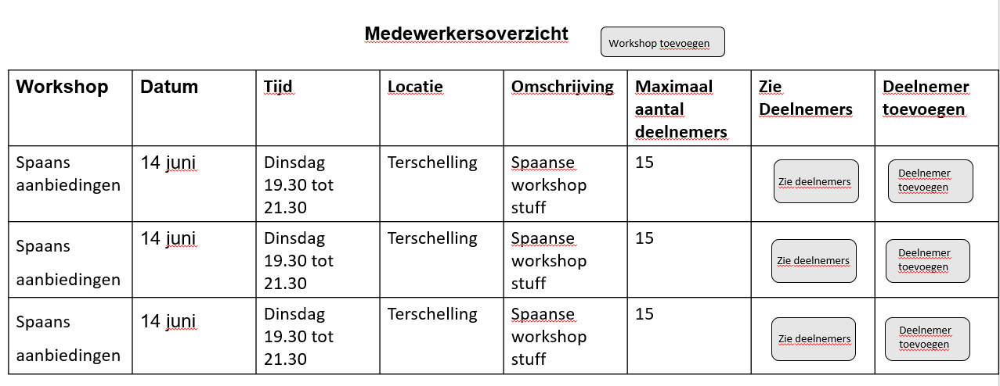 Medewerkersoverzicht
Workshop toevoegen
Workshop
Datum
Tijd
Locatie
Omschrijving
Maximaal
aantal
deelnemers
Zie
Deelnemers
Deelnemer
toevoegen
Spaans
aanbiedingen
14 juni
Dinsdag
19.30 tot
21.30
Terschelling
Spaanse
workshop
stuff
15
Zie deelnemers
Deelnemer
toevoegen
Spaans
aanbiedingen
14 juni
Dinsdag
19.30 tot
21.30
Terschelling
Spaanse
workshop
stuff
15
Zie deelnemers
Deelnemer
toevoegen
Spaans
aanbiedingen
14 juni
Dinsdag
19.30 tot
21.30
Terschelling
Spaanse
workshop
stuff
15
Zie deelnemers
Deelnemer
toevoegen